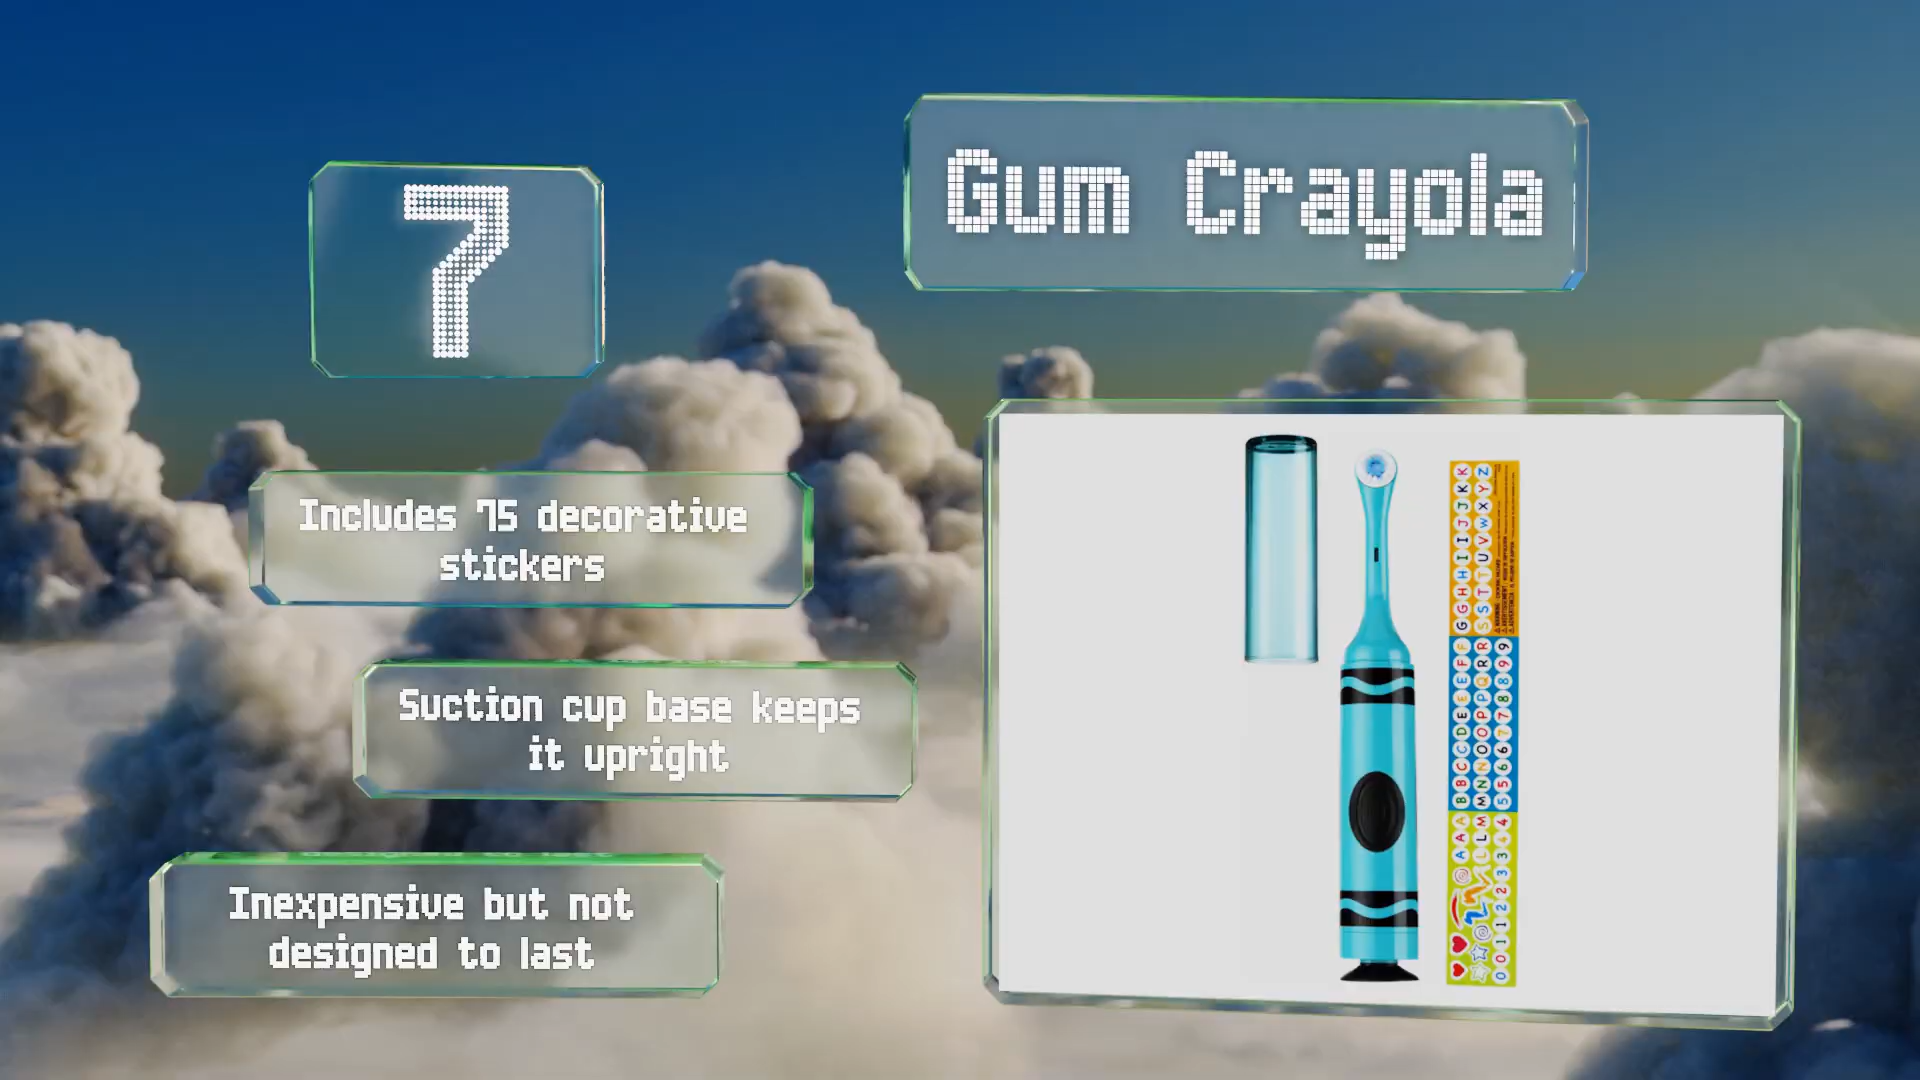 7
Gum Crayola
Includes 75 decorative
stickers
Suction cup base keeps
it upright
Inexpensive but not
designed to last